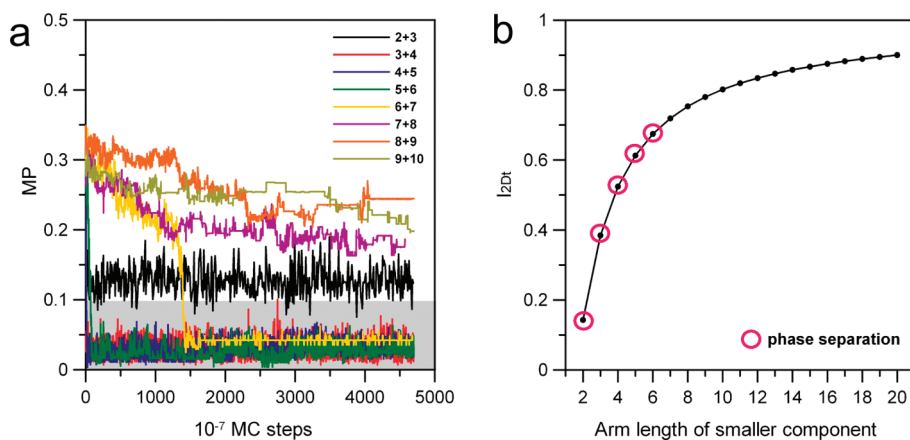 a
MP
0.5
0.4
0.3
0.2
0.1
0
2+3
3+4
4+5
5+6
6+7
7+8
8+9
9+10
0 1000 2000 3000 4000 5000
10⁻⁷ MC steps
b
I₂Dt
1
0.8
0.6
0.4
0.2
0
phase separation
2 4 6 8 10 12 14 16 18 20
Arm length of smaller component